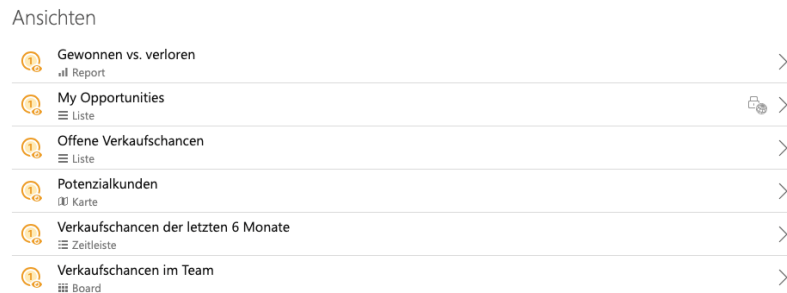 Ansichten
Gewonnen vs. verloren
Report
My Opportunities
Liste
Offene Verkaufschancen
Liste
Potenzialkunden
Karte
Verkaufschancen der letzten 6 Monate
Zeitleiste
Verkaufschancen im Team
Board